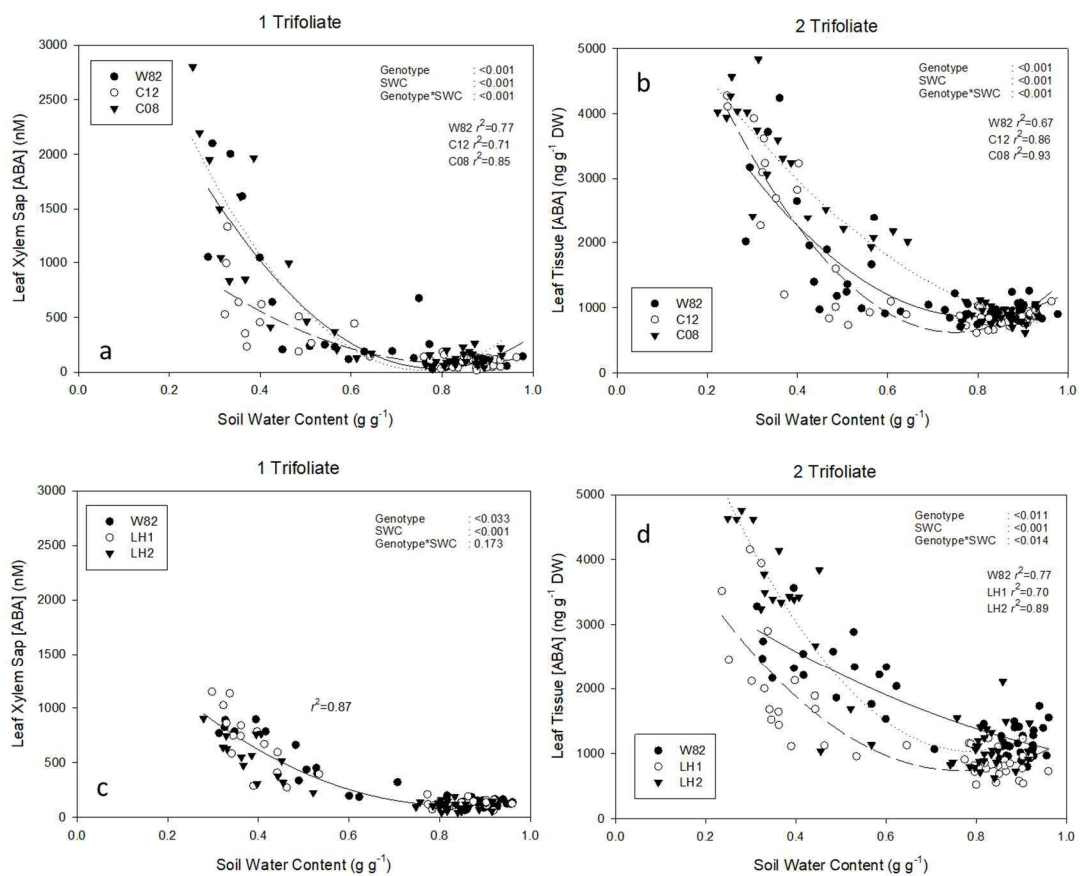 1 Trifoliate
3000
2500
2000
1500
1000
500
0
Leaf Xylem Sap [ABA] (nM)
W82
C12
C08
Genotype : <0.001
SWC : <0.001
Genotype*SWC : <0.001
W82 r²=0.77
C12 r²=0.71
C08 r²=0.85
a
0.0 0.2 0.4 0.6 0.8 1.0
Soil Water Content (g g⁻¹)
2 Trifoliate
5000
4000
3000
2000
1000
0
Leaf Tissue [ABA] (ng g⁻¹ DW)
b
Genotype : <0.001
SWC : <0.001
Genotype*SWC : <0.001
W82 r²=0.67
C12 r²=0.86
C08 r²=0.93
W82
C12
C08
0.0 0.2 0.4 0.6 0.8 1.0
Soil Water Content (g g⁻¹)
1 Trifoliate
3000
2500
2000
1500
1000
500
0
Leaf Xylem Sap [ABA] (nM)
W82
LH1
LH2
Genotype : <0.033
SWC : <0.001
Genotype*SWC : 0.173
r²=0.87
c
0.0 0.2 0.4 0.6 0.8 1.0
Soil Water Content (g g⁻¹)
2 Trifoliate
5000
4000
3000
2000
1000
0
Leaf Tissue [ABA] (ng g⁻¹ DW)
d
Genotype : <0.011
SWC : <0.001
Genotype*SWC : <0.014
W82 r²=0.77
LH1 r²=0.70
LH2 r²=0.89
W82
LH1
LH2
0.0 0.2 0.4 0.6 0.8 1.0
Soil Water Content (g g⁻¹)